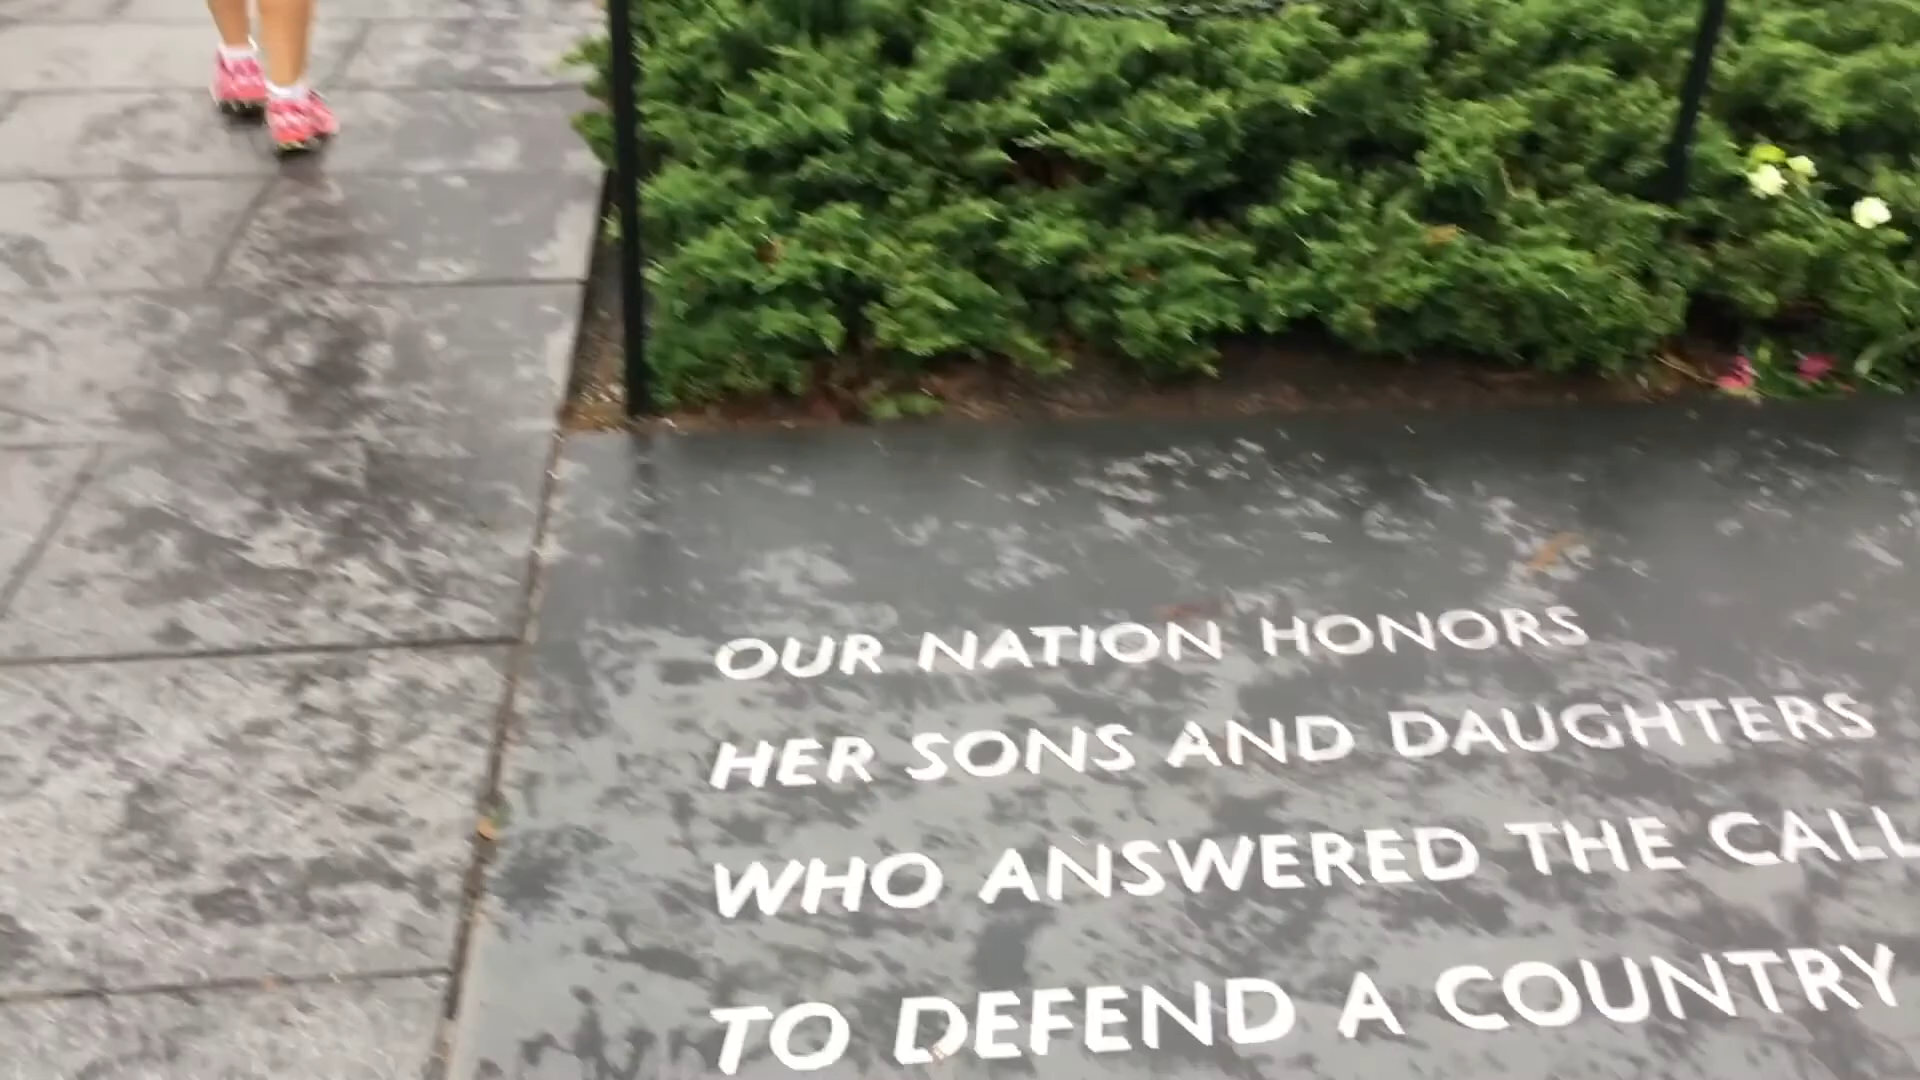 OUR NATION HONORS
HER SONS AND DAUGHTERS
WHO ANSWERED THE CALL
TO DEFEND A COUNTRY